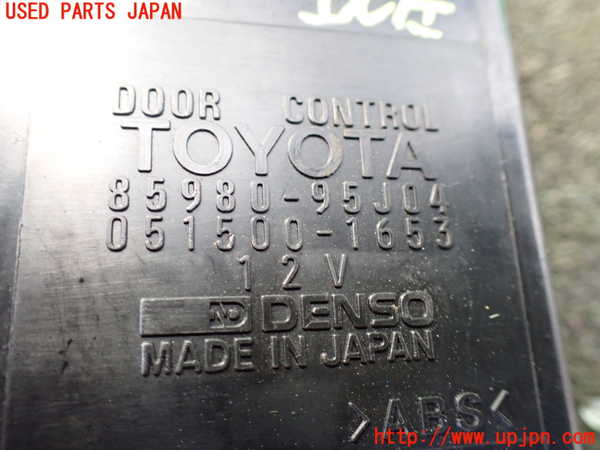 USED PARTS JAPAN
DOOR CONTROL
TOYOTA
85980-95J04
051500-1653
12V
ND DENSO
MADE IN JAPAN
>ABS<
http://www.upjpn.com